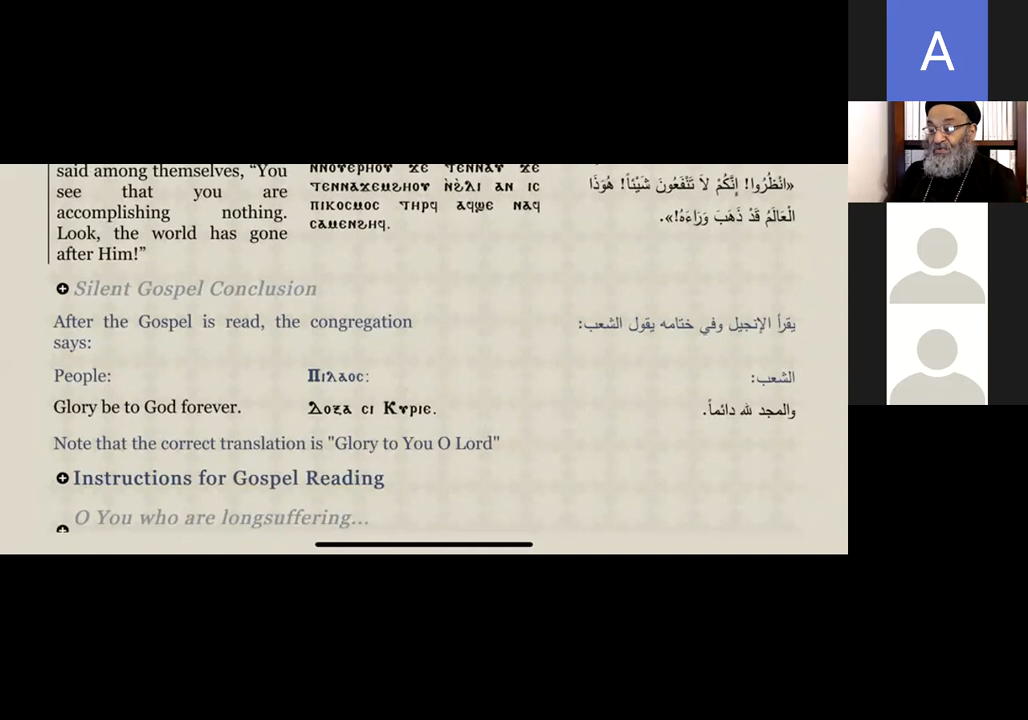 said among themselves, "You
see that you are
accomplishing nothing.
Look, the world has gone
after Him!"
ⲛⲛⲟⲩⲉⲣⲏⲟⲩ ϫⲉ ⲧⲉⲛⲛⲁⲩ ϫⲉ
ⲧⲉⲛⲛⲁϫⲉⲙϩⲏⲟⲩ ⲛ̀ϩ̀ⲗⲓ ⲁⲛ ⲓⲥ
ⲡⲓⲕⲟⲥⲙⲟⲥ ⲧⲏⲣϥ ⲁϥϣⲉ ⲛⲁϥ
ⲥⲁⲙⲉⲛϩⲏϥ.
«انْظُرُوا! إِنَّكُمْ لاَ تَنْفَعُونَ شَيْئاً! هُوَذَا
الْعَالَمُ قَدْ ذَهَبَ وَرَاءَهُ!».
Silent Gospel Conclusion
After the Gospel is read, the congregation
says:
يقرأ الإنجيل وفي ختامه يقول الشعب:
People:
Ⲡⲓⲗⲁⲟⲥ:
الشعب:
Glory be to God forever.
Ⲇⲟⲝⲁ ⲥⲓ Ⲕⲩⲣⲓⲉ.
والمجد لله دائماً.
Note that the correct translation is "Glory to You O Lord"
Instructions for Gospel Reading
O You who are longsuffering...
A